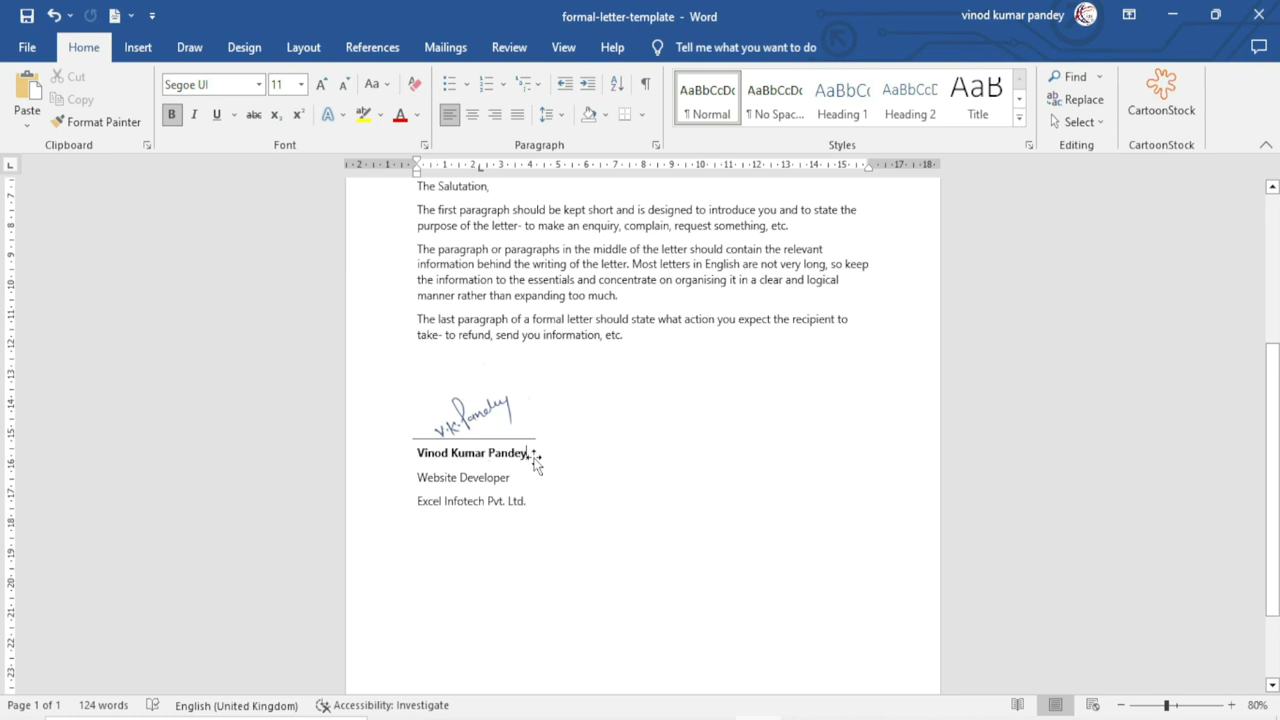 formal-letter-template - Word
vinod kumar pandey
File Home Insert Draw Design Layout References Mailings Review View Help Tell me what you want to do
Paste
Cut
Copy
Format Painter
Clipboard
Segoe UI 11
Font
Paragraph
AaBbCcDc AaBbCcDc AaBbCc AaBbCcD AaB
¶ Normal ¶ No Spac... Heading 1 Heading 2 Title
Styles
Find
Replace
Select
Editing
CartoonStock
CartoonStock
The Salutation,
The first paragraph should be kept short and is designed to introduce you and to state the
purpose of the letter- to make an enquiry, complain, request something, etc.
The paragraph or paragraphs in the middle of the letter should contain the relevant
information behind the writing of the letter. Most letters in English are not very long, so keep
the information to the essentials and concentrate on organising it in a clear and logical
manner rather than expanding too much.
The last paragraph of a formal letter should state what action you expect the recipient to
take- to refund, send you information, etc.
V.K.Pandey
Vinod Kumar Pandey
Website Developer
Excel Infotech Pvt. Ltd.
Page 1 of 1 124 words English (United Kingdom) Accessibility: Investigate 80%